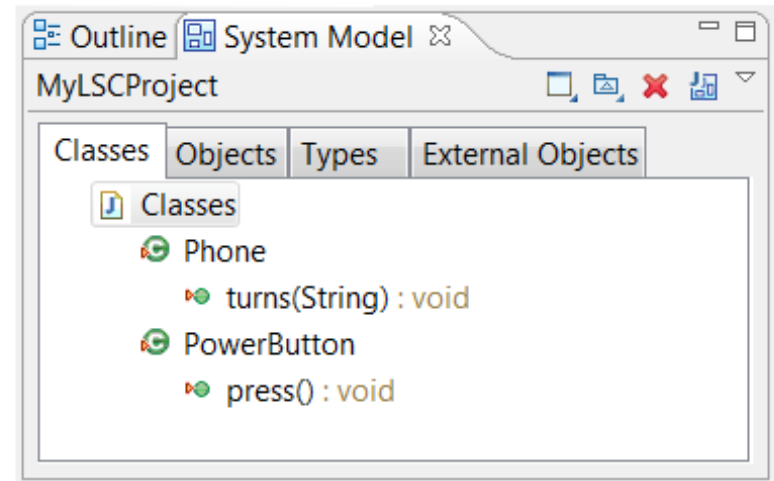 Outline System Model
MyLSCProject
Classes Objects Types External Objects
Classes
Phone
turns(String) : void
PowerButton
press() : void